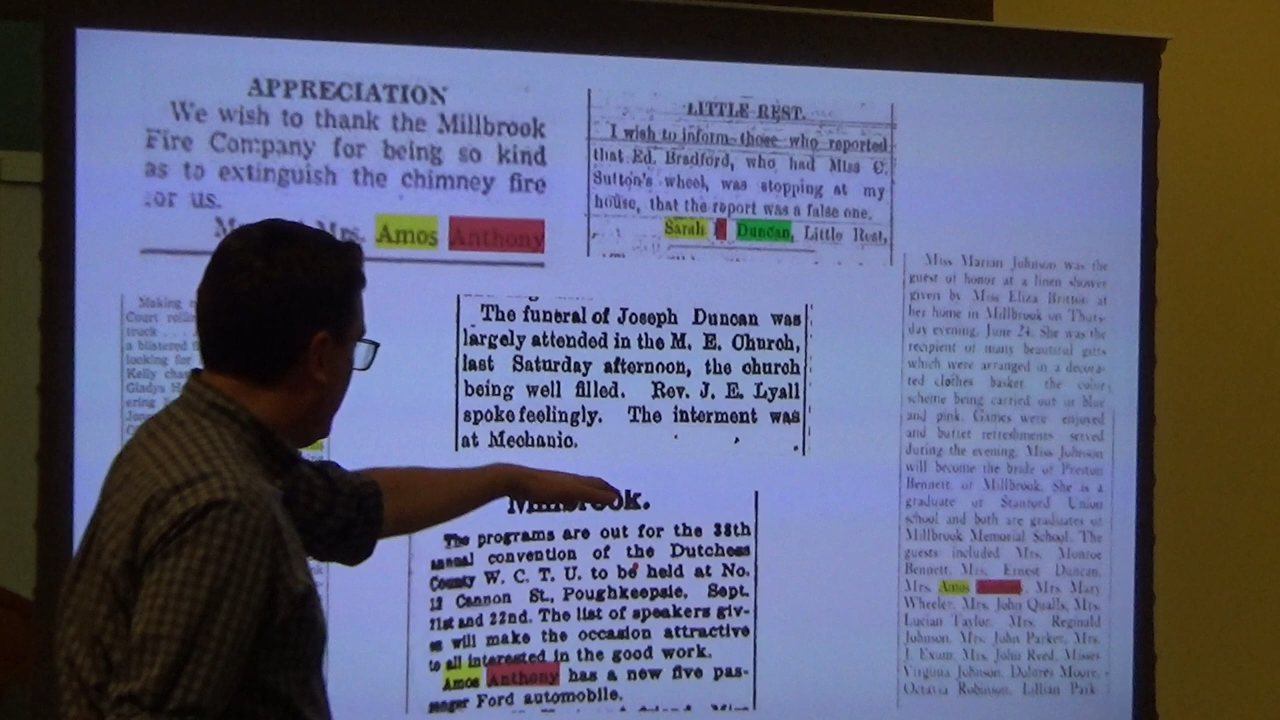 APPRECIATION
We wish to thank the Millbrook
Fire Company for being so kind
as to extinguish the chimney fire
for us.
Mrs. Amos Anthony
LITTLE REST.
I wish to inform those who reported
that Ed. Bradford, who had Miss C.
Sutton's wheel, was stopping at my
house, that the report was a false one.
Sarah Duncan, Little Rest,
Making
Court
truck . . .
a blistered
looking for
Kelly
Gladys
The funeral of Joseph Duncan was
largely attended in the M. E. Church,
last Saturday afternoon, the church
being well filled. Rev. J. E. Lyall
spoke feelingly. The interment was
at Mechanic.
Millbrook.
The programs are out for the 38th
annual convention of the Dutchess
County W. C. T. U. to be held at No.
12 Cannon St., Poughkeepsie, Sept.
21st and 22nd. The list of speakers giv-
en will make the occasion attractive
to all interested in the good work.
Amos Anthony has a new five pas-
senger Ford automobile.
Miss Marian Johnson was the
guest of honor at a linen shower
given by Miss Eliza Britton at
her home in Millbrook on Thurs-
day evening, June 24. She was the
recipient of many beautiful gifts
which were arranged in a decora-
ted clothes basket, the color
scheme being carried out in blue
and pink. Games were enjoyed
and buffet refreshments served
during the evening. Miss Johnson
will become the bride of Preston
Bennett of Millbrook. She is a
graduate of Stanford Union
school and both are graduates of
Millbrook Memorial School. The
guests included Mrs. Monroe
Bennett, Mrs. Ernest Duncan,
Mrs. Amos Mrs. Mary
Wheeler, Mrs. John Qualls, Mrs.
Lucian Taylor, Mrs. Reginald
Johnson, Mrs. John Parker, Mrs.
J. Exum, Mrs. John Reed, Misses
Virginia Johnson, Dolores Moore,
Octavia Robinson, Lillian Park